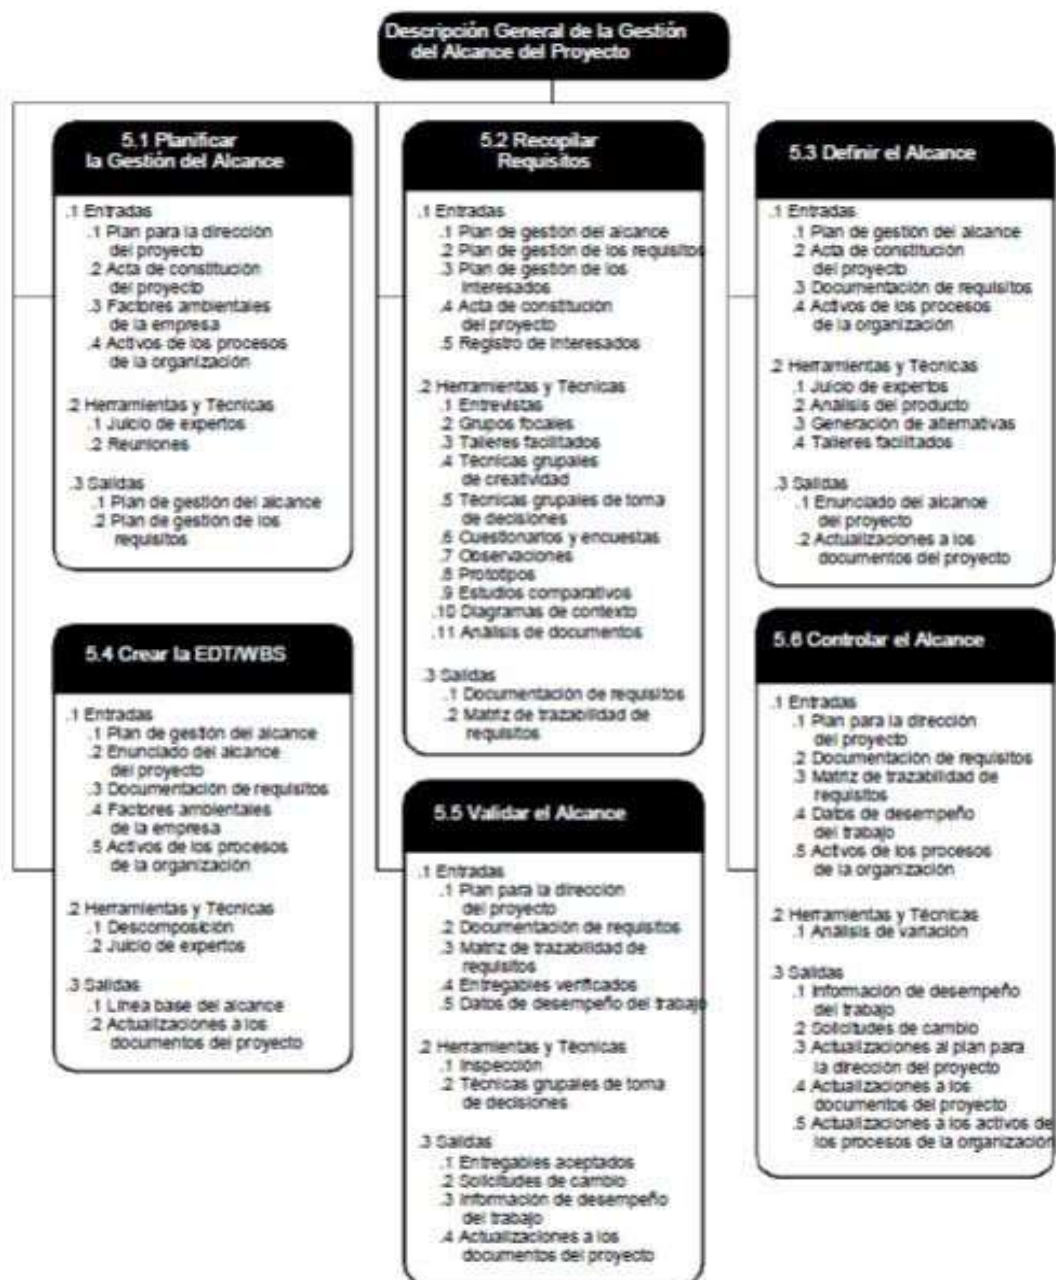 Descripción General de la Gestión
del Alcance del Proyecto
5.1 Planificar
la Gestión del Alcance
.1 Entradas
.1 Plan para la dirección
del proyecto
.2 Acta de constitución
del proyecto
.3 Factores ambientales
de la empresa
.4 Activos de los procesos
de la organización
.2 Herramientas y Técnicas
.1 Juicio de expertos
.2 Reuniones
.3 Salidas
.1 Plan de gestión del alcance
.2 Plan de gestión de los
requisitos
5.2 Recopilar
Requisitos
.1 Entradas
.1 Plan de gestión del alcance
.2 Plan de gestión de los requisitos
.3 Plan de gestión de los
interesados
.4 Acta de constitución
del proyecto
.5 Registro de interesados
.2 Herramientas y Técnicas
.1 Entrevistas
.2 Grupos focales
.3 Talleres facilitados
.4 Técnicas grupales
de creatividad
.5 Técnicas grupales de toma
de decisiones
.6 Cuestionarios y encuestas
.7 Observaciones
.8 Prototipos
.9 Estudios comparativos
.10 Diagramas de contexto
.11 Análisis de documentos
.3 Salidas
.1 Documentación de requisitos
.2 Matriz de trazabilidad de
requisitos
5.3 Definir el Alcance
.1 Entradas
.1 Plan de gestión del alcance
.2 Acta de constitución
del proyecto
.3 Documentación de requisitos
.4 Activos de los procesos
de la organización
.2 Herramientas y Técnicas
.1 Juicio de expertos
.2 Análisis del producto
.3 Generación de alternativas
.4 Talleres facilitados
.3 Salidas
.1 Enunciado del alcance
del proyecto
.2 Actualizaciones a los
documentos del proyecto
5.4 Crear la EDT/WBS
.1 Entradas
.1 Plan de gestión del alcance
.2 Enunciado del alcance
del proyecto
.3 Documentación de requisitos
.4 Factores ambientales
de la empresa
.5 Activos de los procesos
de la organización
.2 Herramientas y Técnicas
.1 Descomposición
.2 Juicio de expertos
.3 Salidas
.1 Línea base del alcance
.2 Actualizaciones a los
documentos del proyecto
5.5 Validar el Alcance
.1 Entradas
.1 Plan para la dirección
del proyecto
.2 Documentación de requisitos
.3 Matriz de trazabilidad de
requisitos
.4 Entregables verificados
.5 Datos de desempeño del trabajo
.2 Herramientas y Técnicas
.1 Inspección
.2 Técnicas grupales de toma
de decisiones
.3 Salidas
.1 Entregables aceptados
.2 Solicitudes de cambio
.3 Información de desempeño
del trabajo
.4 Actualizaciones a los
documentos del proyecto
5.6 Controlar el Alcance
.1 Entradas
.1 Plan para la dirección
del proyecto
.2 Documentación de requisitos
.3 Matriz de trazabilidad de
requisitos
.4 Datos de desempeño
del trabajo
.5 Activos de los procesos
de la organización
.2 Herramientas y Técnicas
.1 Análisis de variación
.3 Salidas
.1 Información de desempeño
del trabajo
.2 Solicitudes de cambio
.3 Actualizaciones al plan para
la dirección del proyecto
.4 Actualizaciones a los
documentos del proyecto
.5 Actualizaciones a los activos de
los procesos de la organización